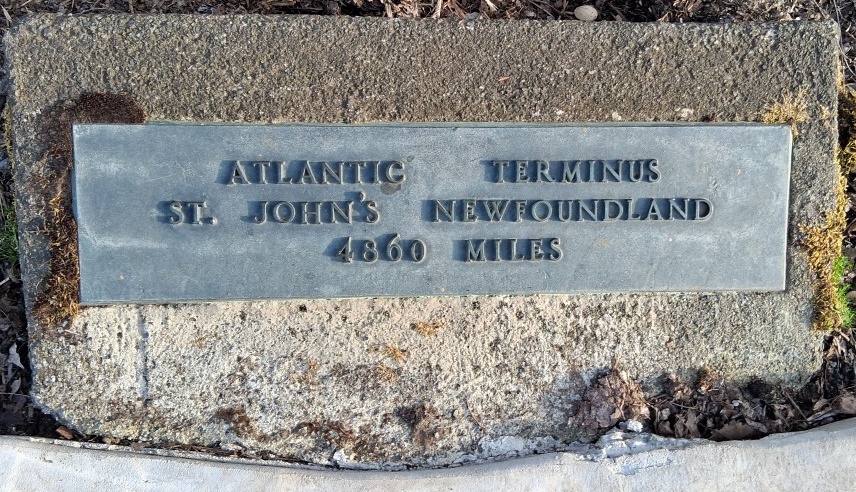 ATLANTIC TERMINUS
ST. JOHN'S NEWFOUNDLAND
4860 MILES